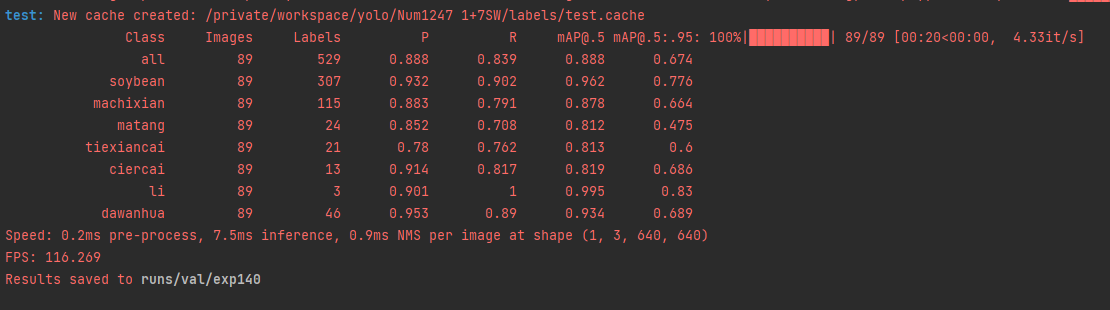 test: New cache created: /private/workspace/yolo/Num1247 1+7SW/labels/test.cache
Class Images Labels P R mAP@.5 mAP@.5:.95: 100%|██████████| 89/89 [00:20<00:00, 4.33it/s]
all 89 529 0.888 0.839 0.888 0.674
soybean 89 307 0.932 0.902 0.962 0.776
machixian 89 115 0.883 0.791 0.878 0.664
matang 89 24 0.852 0.708 0.812 0.475
tiexiancai 89 21 0.78 0.762 0.813 0.6
ciercai 89 13 0.914 0.817 0.819 0.686
li 89 3 0.901 1 0.995 0.83
dawanhua 89 46 0.953 0.89 0.934 0.689
Speed: 0.2ms pre-process, 7.5ms inference, 0.9ms NMS per image at shape (1, 3, 640, 640)
FPS: 116.269
Results saved to runs/val/exp140